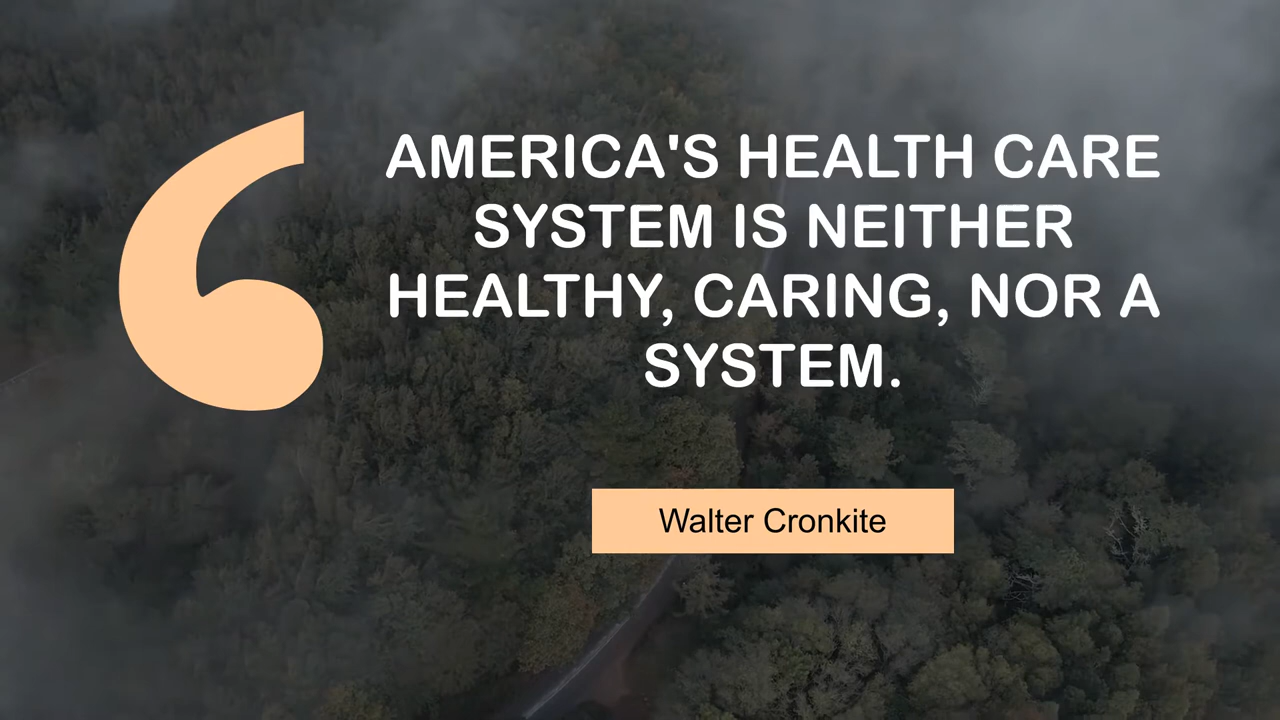 AMERICA'S HEALTH CARE
SYSTEM IS NEITHER
HEALTHY, CARING, NOR A
SYSTEM.
Walter Cronkite